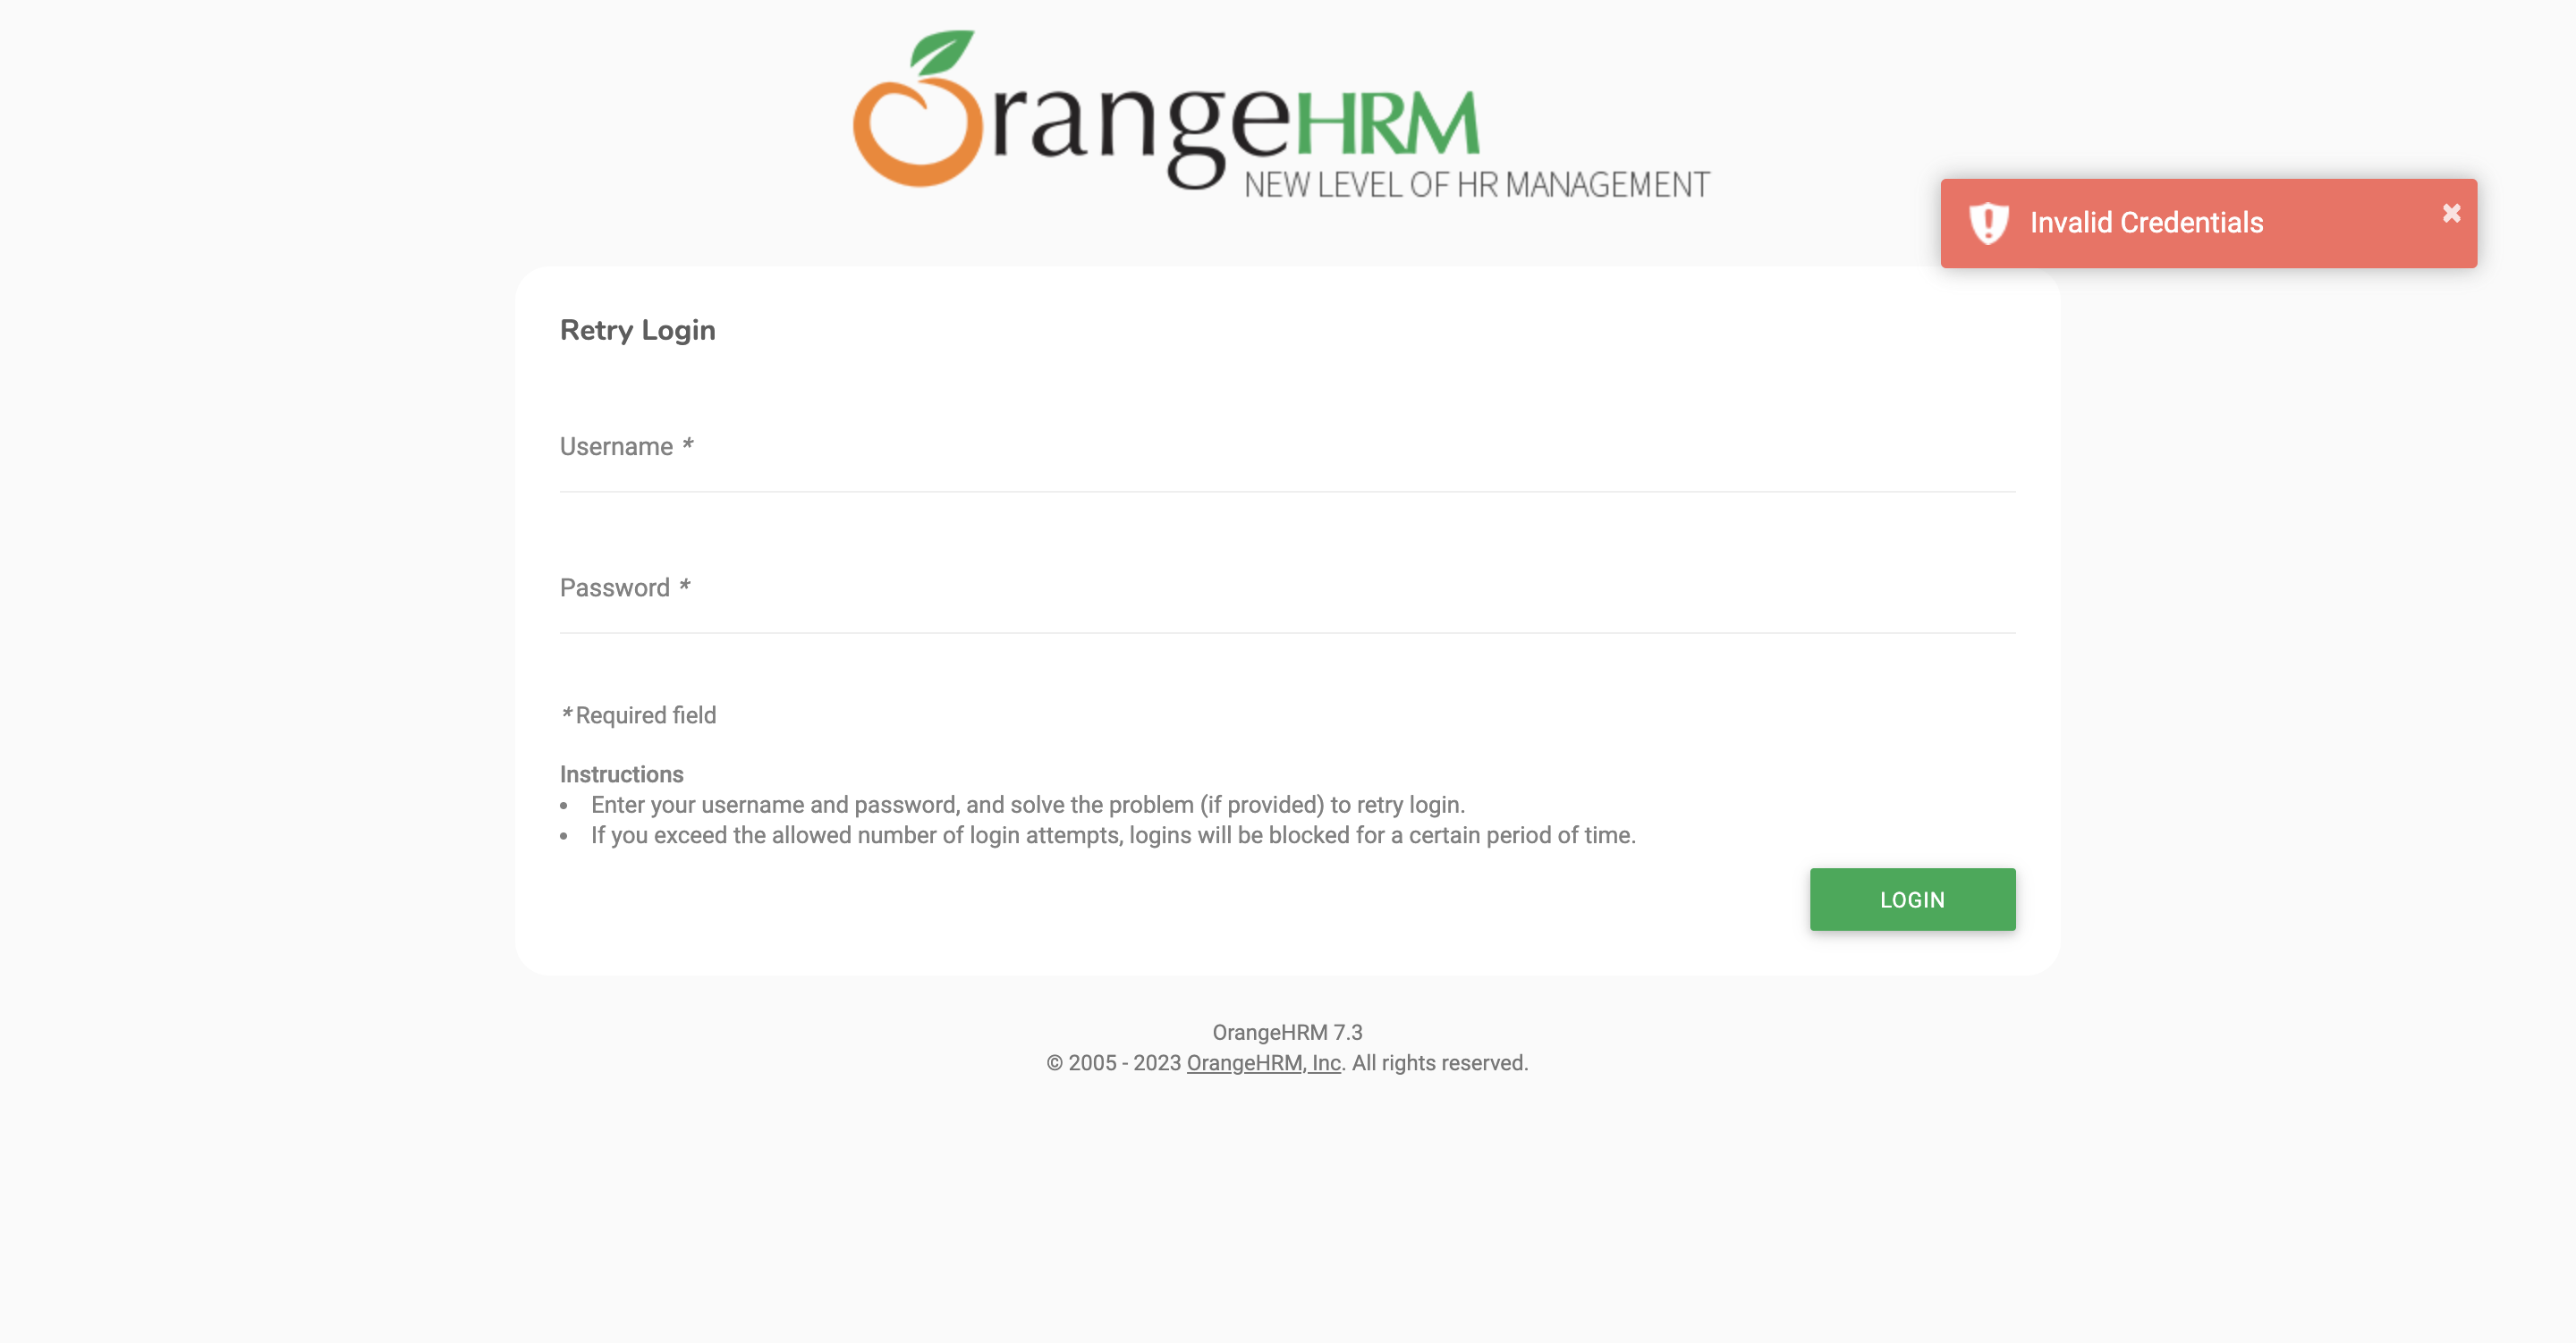 OrangeHRM
NEW LEVEL OF HR MANAGEMENT
Invalid Credentials
Retry Login
Username *
Password *
* Required field
Instructions
• Enter your username and password, and solve the problem (if provided) to retry login.
• If you exceed the allowed number of login attempts, logins will be blocked for a certain period of time.
LOGIN
OrangeHRM 7.3
© 2005 - 2023 OrangeHRM, Inc. All rights reserved.